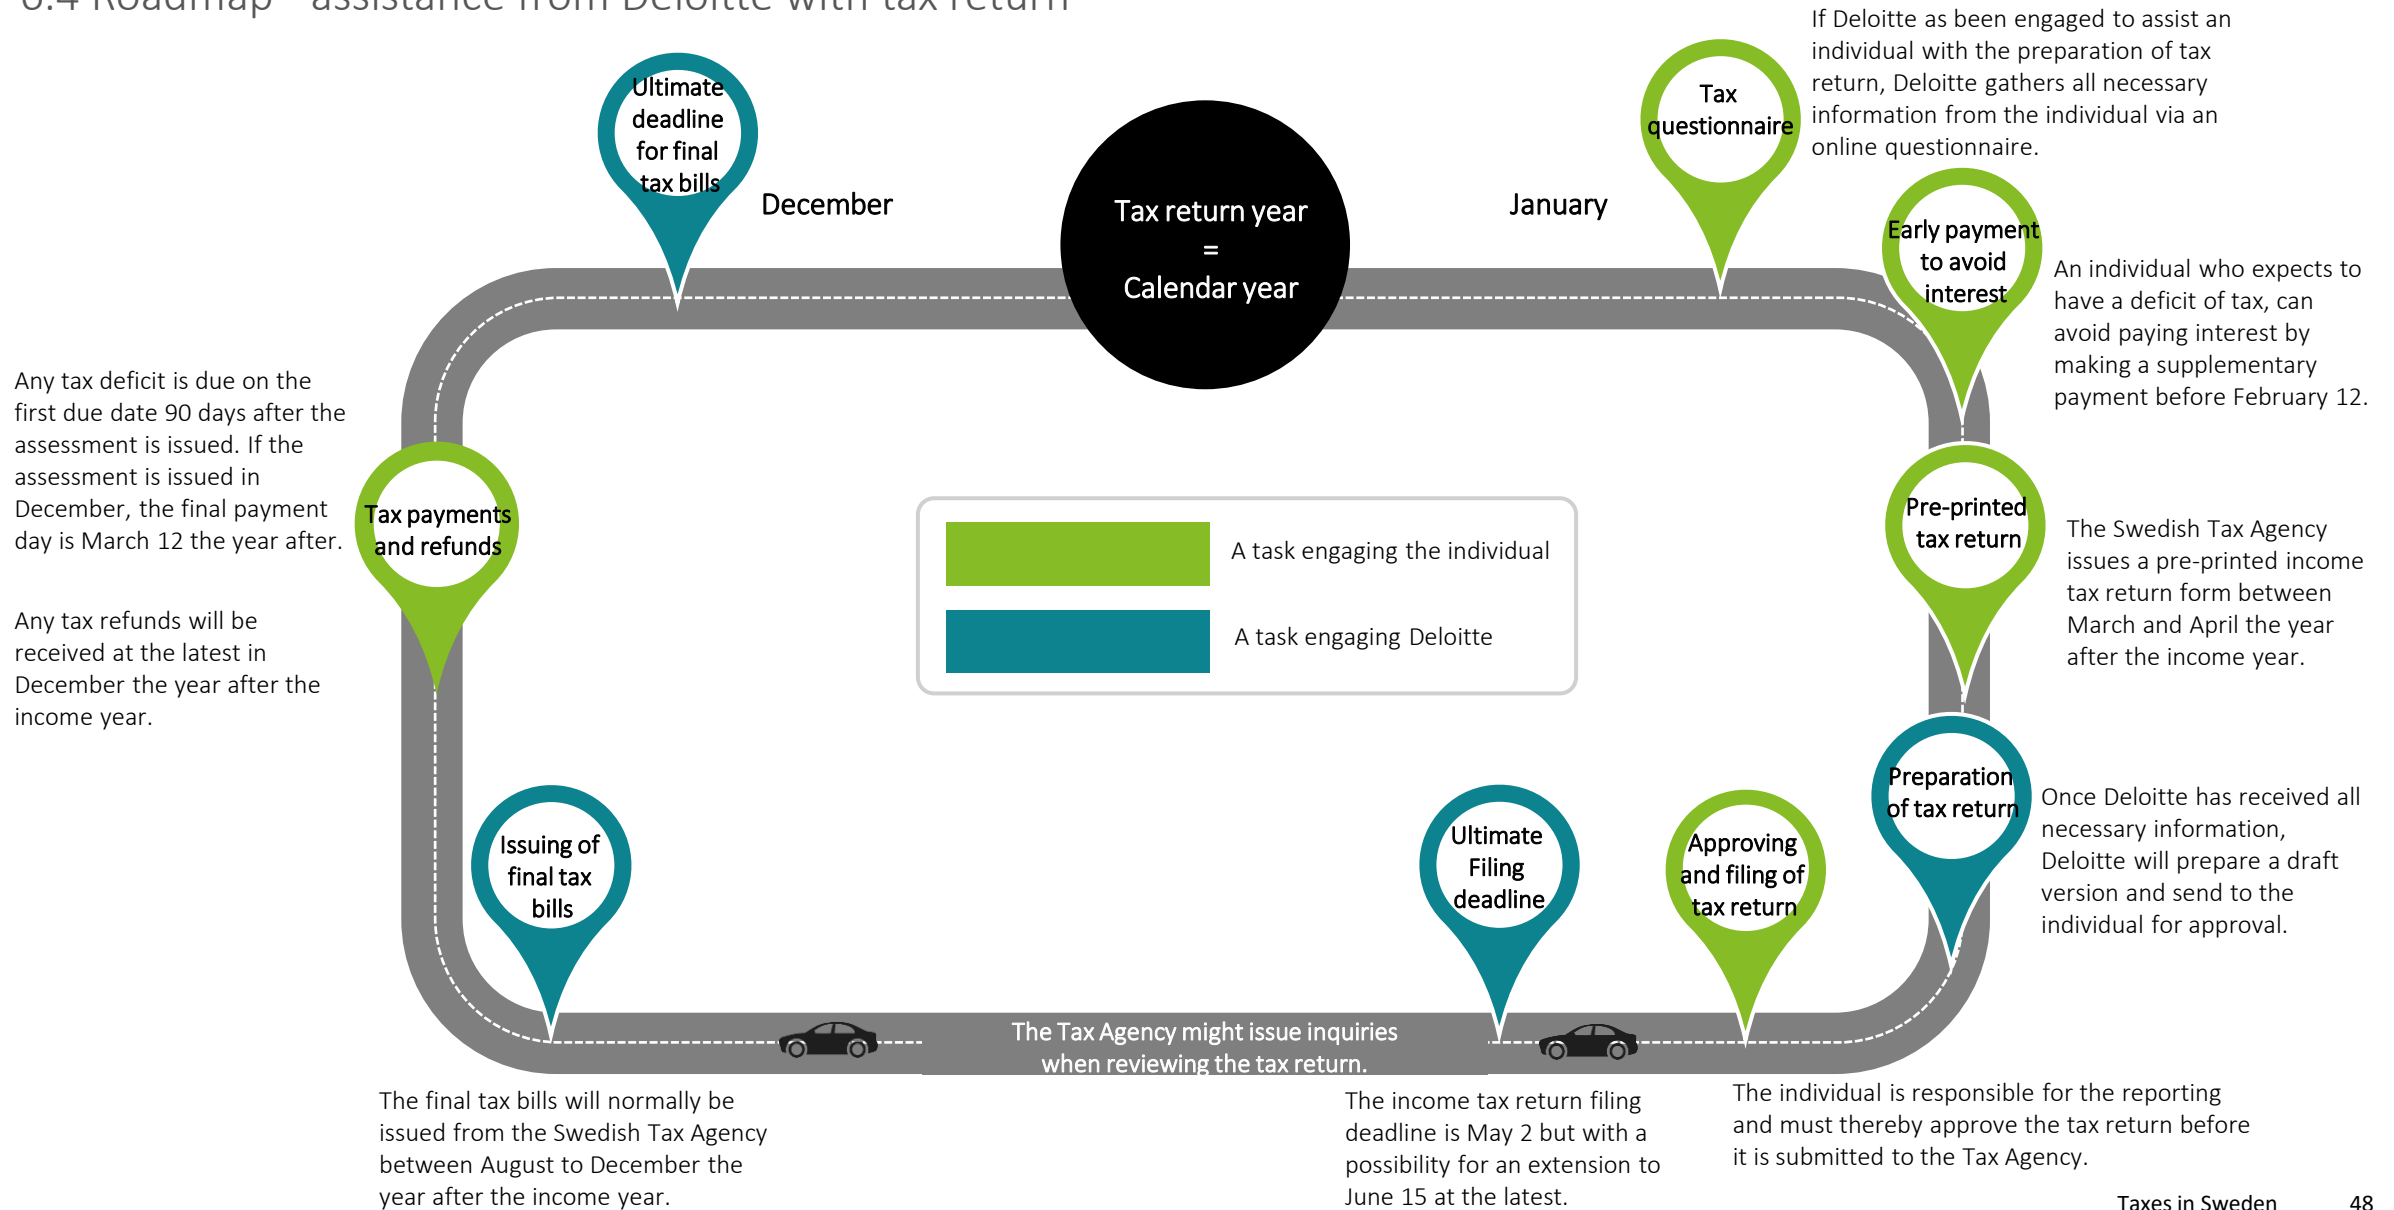 6.4 Roadmap - assistance from Deloitte with tax return
If Deloitte as been engaged to assist an
individual with the preparation of tax
return, Deloitte gathers all necessary
information from the individual via an
online questionnaire.
Ultimate
deadline
for final
tax bills
December
Tax return year
=
Calendar year
January
Tax
questionnaire
Early payment
to avoid
interest
An individual who expects to
have a deficit of tax, can
avoid paying interest by
making a supplementary
payment before February 12.
Any tax deficit is due on the
first due date 90 days after the
assessment is issued. If the
assessment is issued in
December, the final payment
day is March 12 the year after.
Any tax refunds will be
received at the latest in
December the year after the
income year.
Tax payments
and refunds
A task engaging the individual
A task engaging Deloitte
Pre-printed
tax return
The Swedish Tax Agency
issues a pre-printed income
tax return form between
March and April the year
after the income year.
Preparation
of tax return
Once Deloitte has received all
necessary information,
Deloitte will prepare a draft
version and send to the
individual for approval.
Issuing of
final tax
bills
Ultimate
Filing
deadline
Approving
and filing of
tax return
The Tax Agency might issue inquiries
when reviewing the tax return.
The final tax bills will normally be
issued from the Swedish Tax Agency
between August to December the
year after the income year.
The income tax return filing
deadline is May 2 but with a
possibility for an extension to
June 15 at the latest.
The individual is responsible for the reporting
and must thereby approve the tax return before
it is submitted to the Tax Agency.
Taxes in Sweden 48